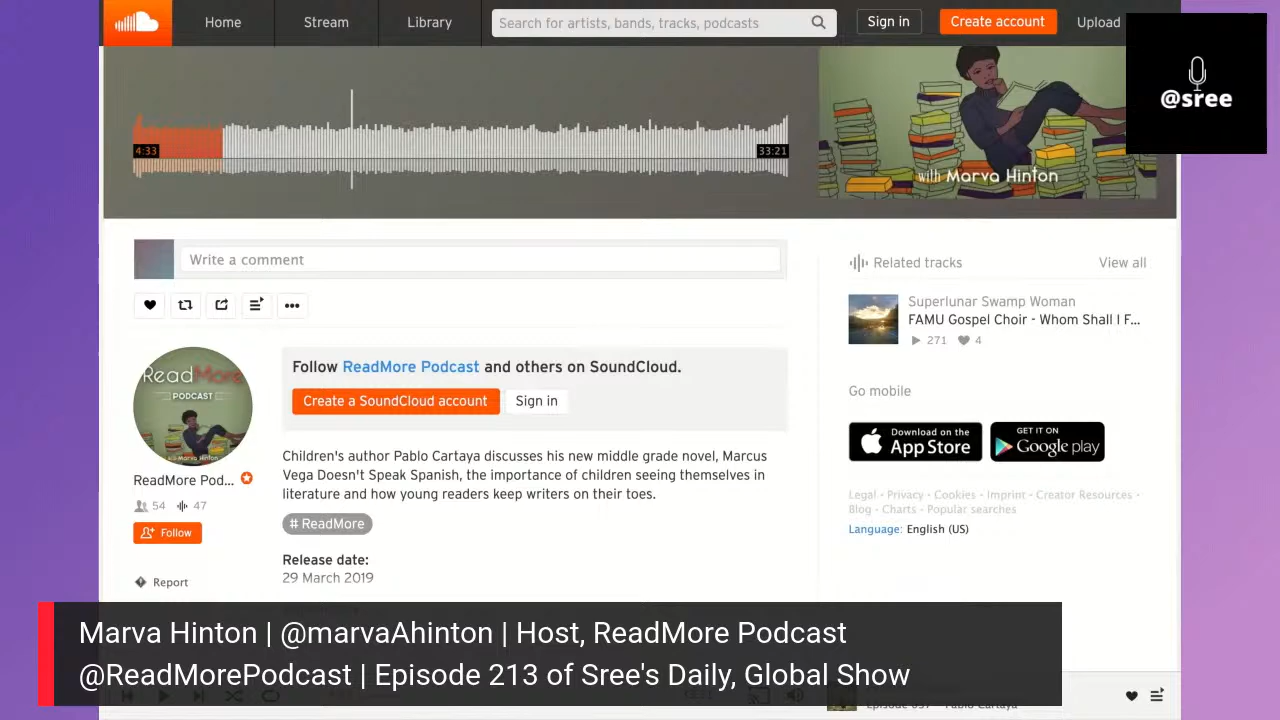 Home
Stream
Library
Search for artists, bands, tracks, podcasts
Sign in
Create account
Upload
@sree
4:33
33:21
with Marva Hinton
Write a comment
Related tracks
View all
Superlunar Swamp Woman
FAMU Gospel Choir - Whom Shall I F...
271
4
Follow ReadMore Podcast and others on SoundCloud.
Create a SoundCloud account
Sign in
Go mobile
Download on the
App Store
GET IT ON
Google play
ReadMore
PODCAST
with Marva Hinton
ReadMore Pod...
54
47
Follow
Report
Children's author Pablo Cartaya discusses his new middle grade novel, Marcus
Vega Doesn't Speak Spanish, the importance of children seeing themselves in
literature and how young readers keep writers on their toes.
# ReadMore
Release date:
29 March 2019
Legal - Privacy - Cookies - Imprint - Creator Resources -
Blog - Charts - Popular searches
Language: English (US)
Marva Hinton | @marvaAhinton | Host, ReadMore Podcast
@ReadMorePodcast | Episode 213 of Sree's Daily, Global Show